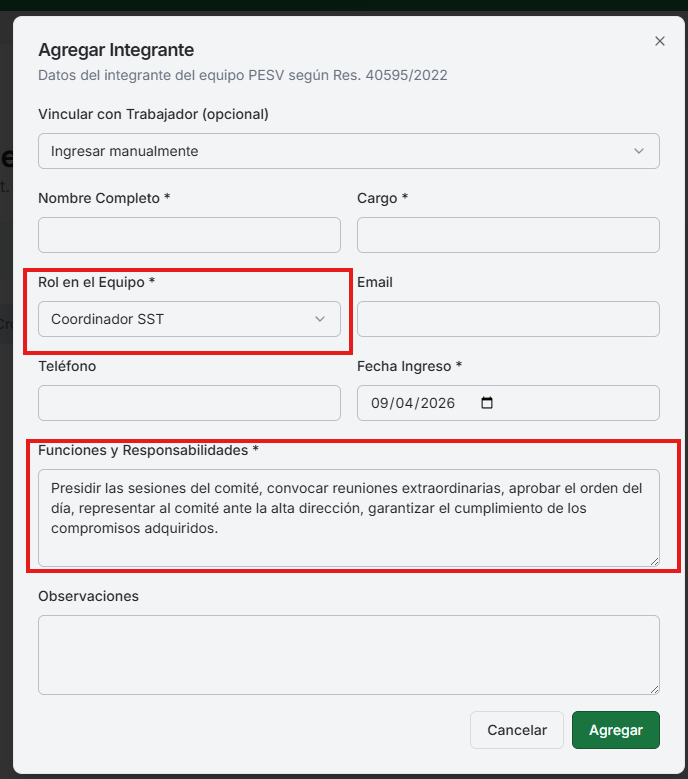 Agregar Integrante
Datos del integrante del equipo PESV según Res. 40595/2022
Vincular con Trabajador (opcional)
Ingresar manualmente
Nombre Completo *
Cargo *
Rol en el Equipo *
Email
Coordinador SST
Teléfono
Fecha Ingreso *
09/04/2026
Funciones y Responsabilidades *
Presidir las sesiones del comité, convocar reuniones extraordinarias, aprobar el orden del
día, representar al comité ante la alta dirección, garantizar el cumplimiento de los
compromisos adquiridos.
Observaciones
Cancelar
Agregar